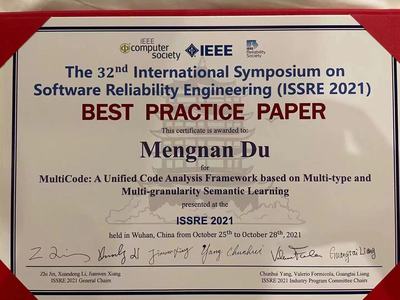 IEEE
computer
society
IEEE
IEEE
Reliability
Society
The 32nd International Symposium on
Software Reliability Engineering (ISSRE 2021)
BEST PRACTICE PAPER
This certificate is awarded to:
Mengnan Du
for
MultiCode: A Unified Code Analysis Framework based on Multi-type and
Multi-granularity Semantic Learning
presented at the
ISSRE 2021
held in Wuhan, China from October 25th to October 28th, 2021
Zhi Jin, Xuandong Li, Jianwen Xiang
ISSRE 2021 General Chairs
Chunhui Yang, Valerio Formicola, Guangtai Liang
ISSRE 2021 Industry Program Committee Chairs